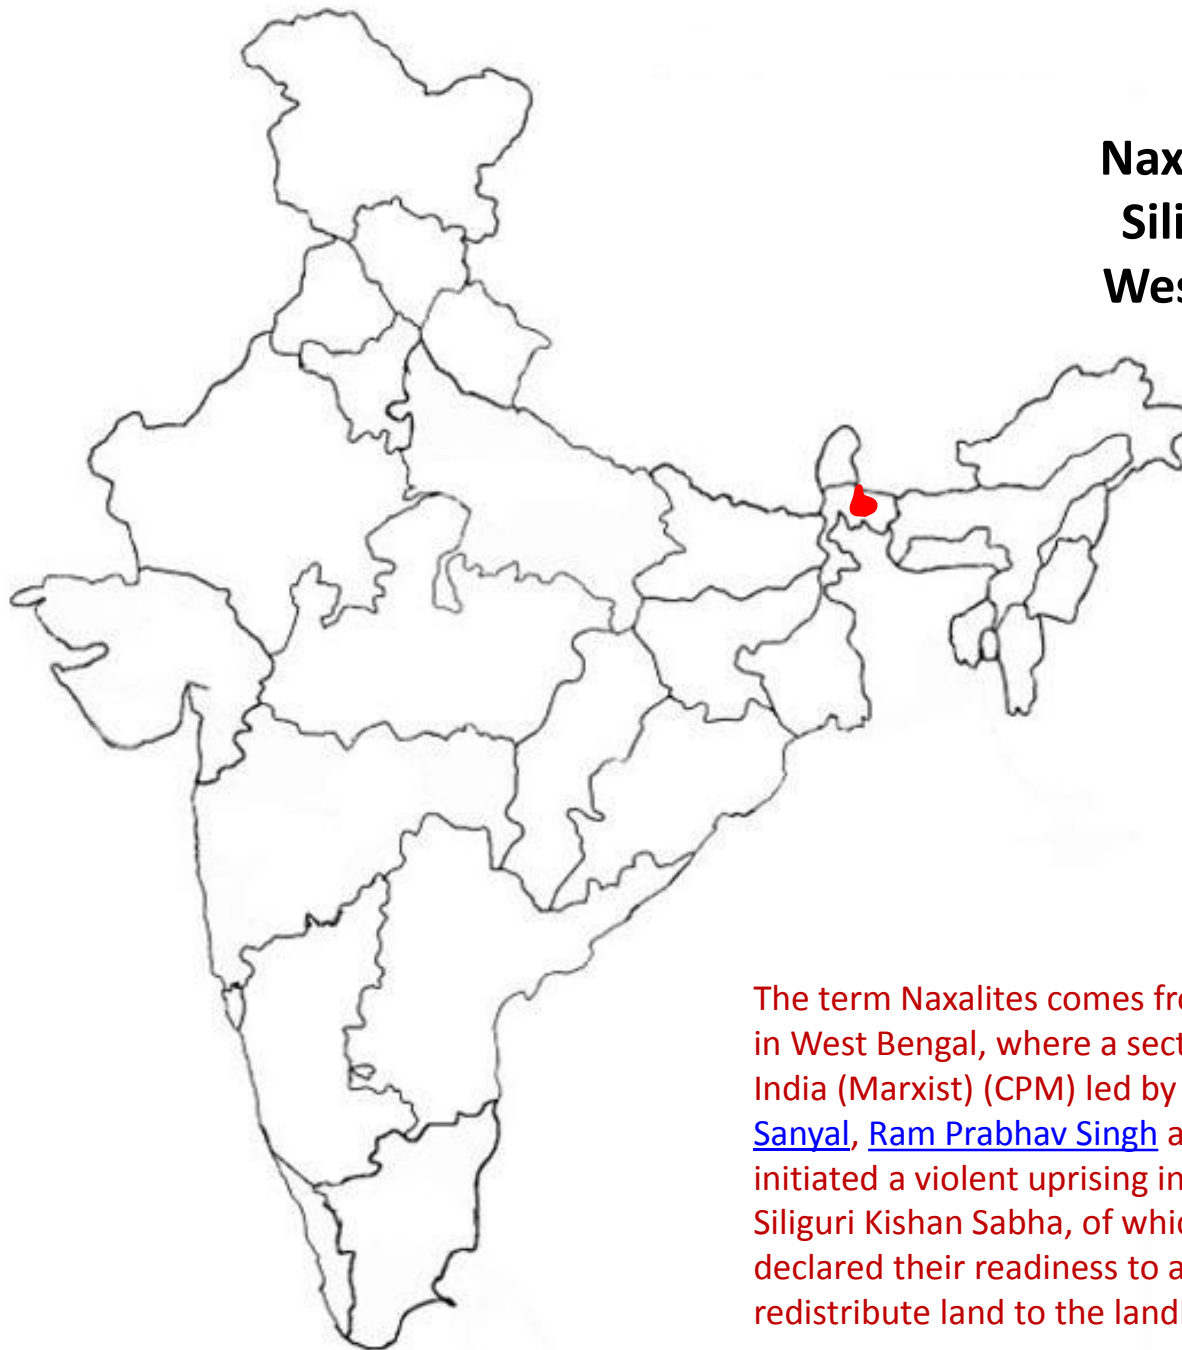 Nax
Sili
Wes
The term Naxalites comes fro
in West Bengal, where a sect
India (Marxist) (CPM) led by
Sanyal, Ram Prabhav Singh a
initiated a violent uprising in
Siliguri Kishan Sabha, of whic
declared their readiness to a
redistribute land to the landl